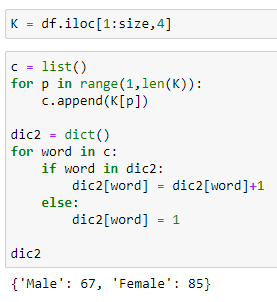 K = df.iloc[1:size,4]
c = list()
for p in range(1,len(K)):
    c.append(K[p])
dic2 = dict()
for word in c:
    if word in dic2:
        dic2[word] = dic2[word]+1
    else:
        dic2[word] = 1
dic2
{'Male': 67, 'Female': 85}